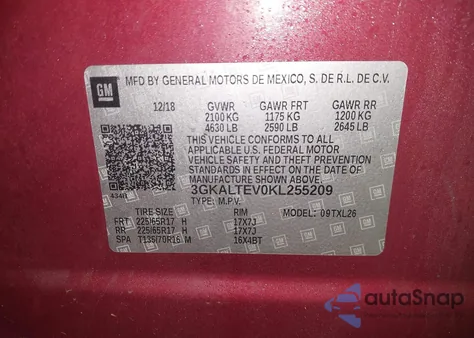 MFD BY GENERAL MOTORS DE MEXICO, S. DE R.L. DE C.V.
GM
12/18 GVWR GAWR FRT GAWR RR
2100 KG 1175 KG 1200 KG
4630 LB 2590 LB 2645 LB
THIS VEHICLE CONFORMS TO ALL
APPLICABLE U.S. FEDERAL MOTOR
VEHICLE SAFETY AND THEFT PREVENTION
STANDARDS IN EFFECT ON THE DATE OF
MANUFACTURE SHOWN ABOVE.
3GKALTEV0KL255209
TYPE: M.P.V. MODEL: 09TXL26
TIRE SIZE RIM
FRT 225/65R17 H 17X7J
RR 225/65R17 H 17X7J
SPA T135/70R16 M 16X4BT
autoSnap